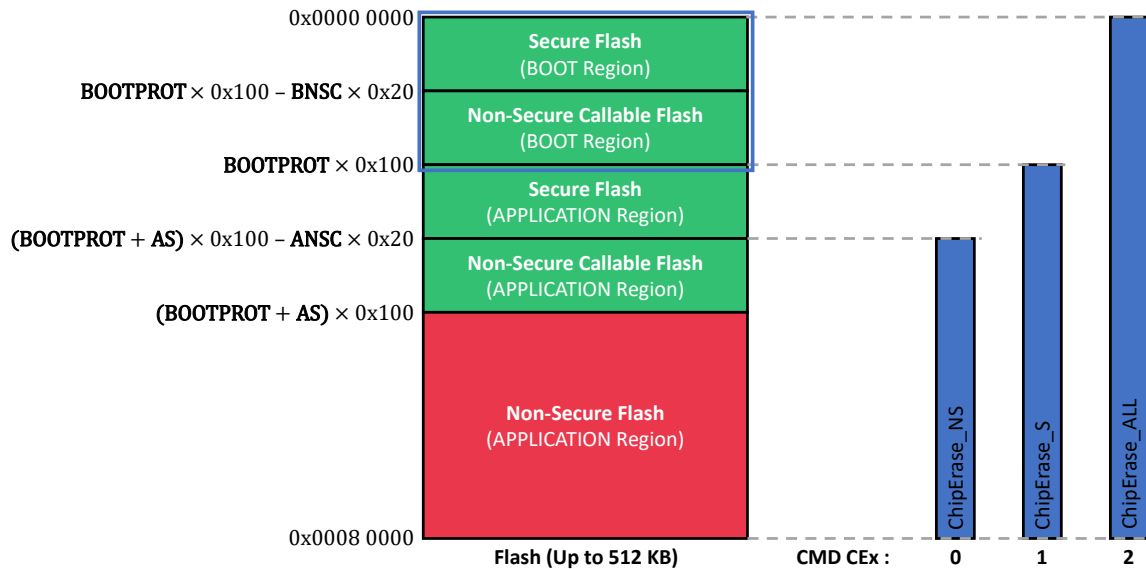 0x0000 0000
Secure Flash
(BOOT Region)
BOOTPROT × 0x100 – BNSC × 0x20
Non-Secure Callable Flash
(BOOT Region)
BOOTPROT × 0x100
Secure Flash
(APPLICATION Region)
(BOOTPROT + AS) × 0x100 – ANSC × 0x20
Non-Secure Callable Flash
(APPLICATION Region)
(BOOTPROT + AS) × 0x100
Non-Secure Flash
(APPLICATION Region)
ChipErase_NS
ChipErase_S
ChipErase_ALL
0x0008 0000
Flash (Up to 512 KB) CMD CEx : 0 1 2